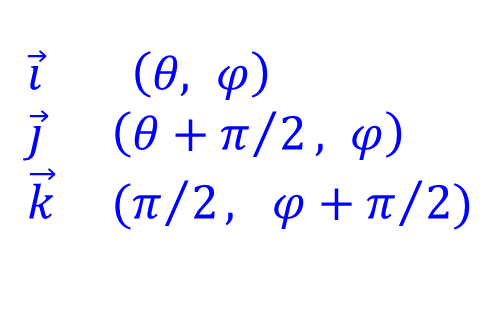 i⃗ (θ, φ)
j⃗ (θ + π/2 , φ)
k⃗ (π/2 , φ + π/2)